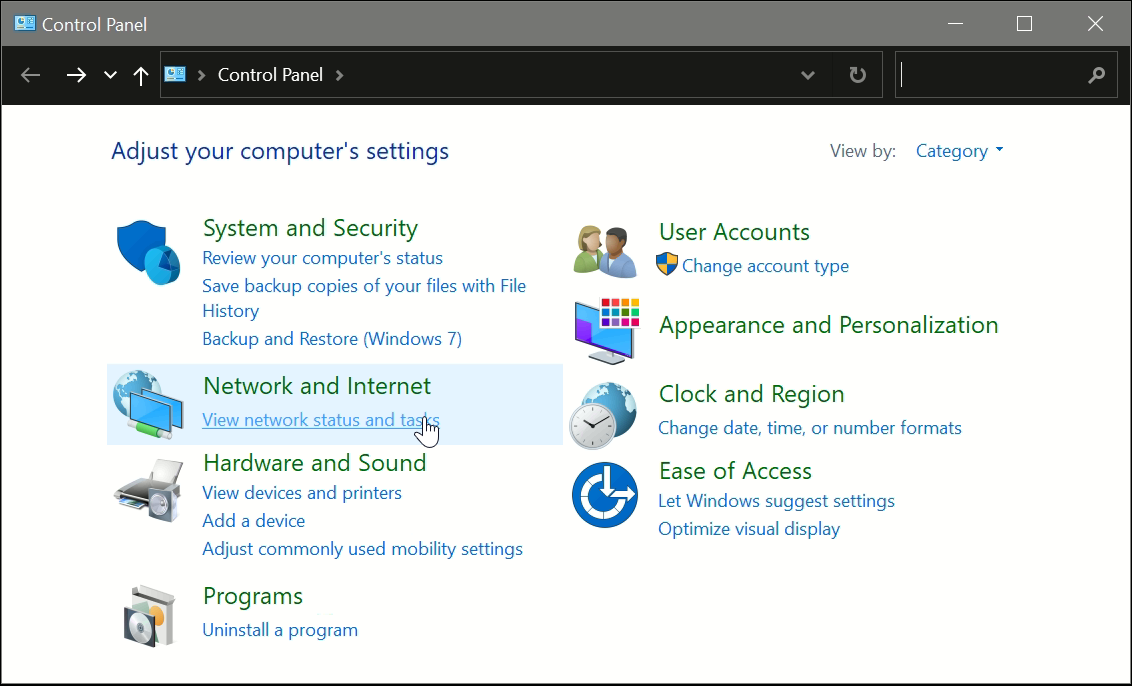 Control Panel
Control Panel
Adjust your computer's settings
View by:
Category
System and Security
Review your computer's status
Save backup copies of your files with File
History
Backup and Restore (Windows 7)
Network and Internet
View network status and tasks
Hardware and Sound
View devices and printers
Add a device
Adjust commonly used mobility settings
Programs
Uninstall a program
User Accounts
Change account type
Appearance and Personalization
Clock and Region
Change date, time, or number formats
Ease of Access
Let Windows suggest settings
Optimize visual display